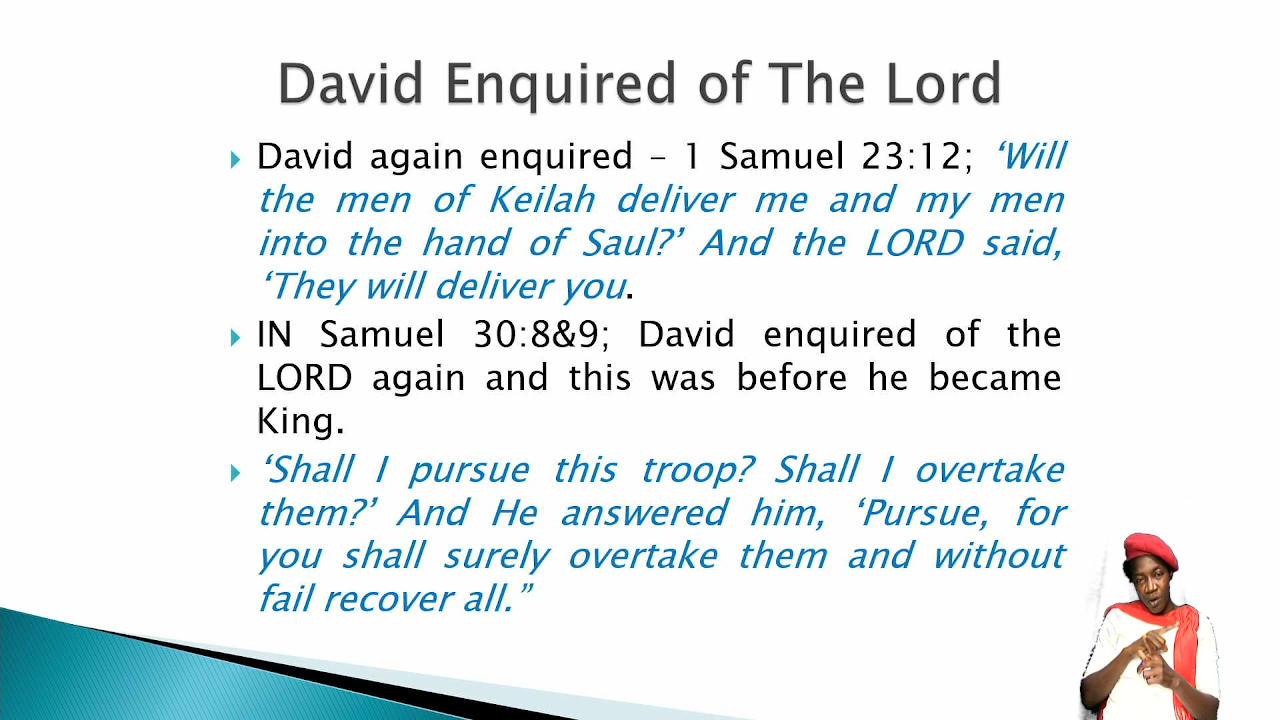 David Enquired of The Lord
David again enquired – 1 Samuel 23:12; ‘Will
the men of Keilah deliver me and my men
into the hand of Saul?’ And the LORD said,
‘They will deliver you.
IN Samuel 30:8&9; David enquired of the
LORD again and this was before he became
King.
‘Shall I pursue this troop? Shall I overtake
them?’ And He answered him, ‘Pursue, for
you shall surely overtake them and without
fail recover all.”